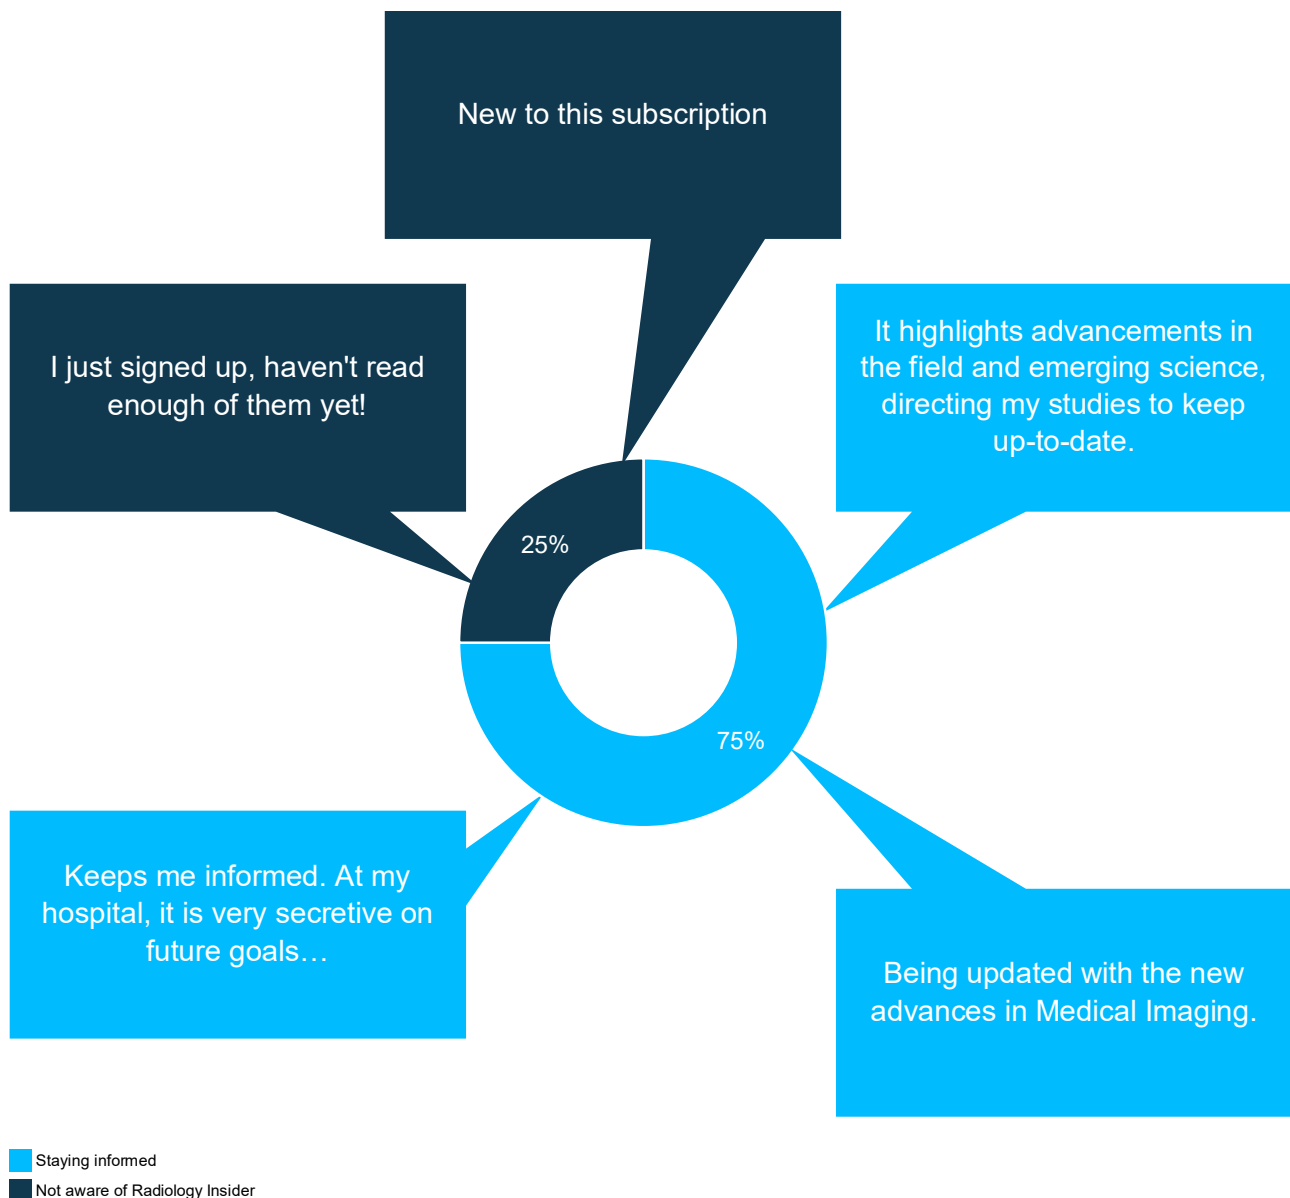 New to this subscription
I just signed up, haven't read
enough of them yet!
It highlights advancements in
the field and emerging science,
directing my studies to keep
up-to-date.
25%
75%
Keeps me informed. At my
hospital, it is very secretive on
future goals…
Being updated with the new
advances in Medical Imaging.
Staying informed
Not aware of Radiology Insider